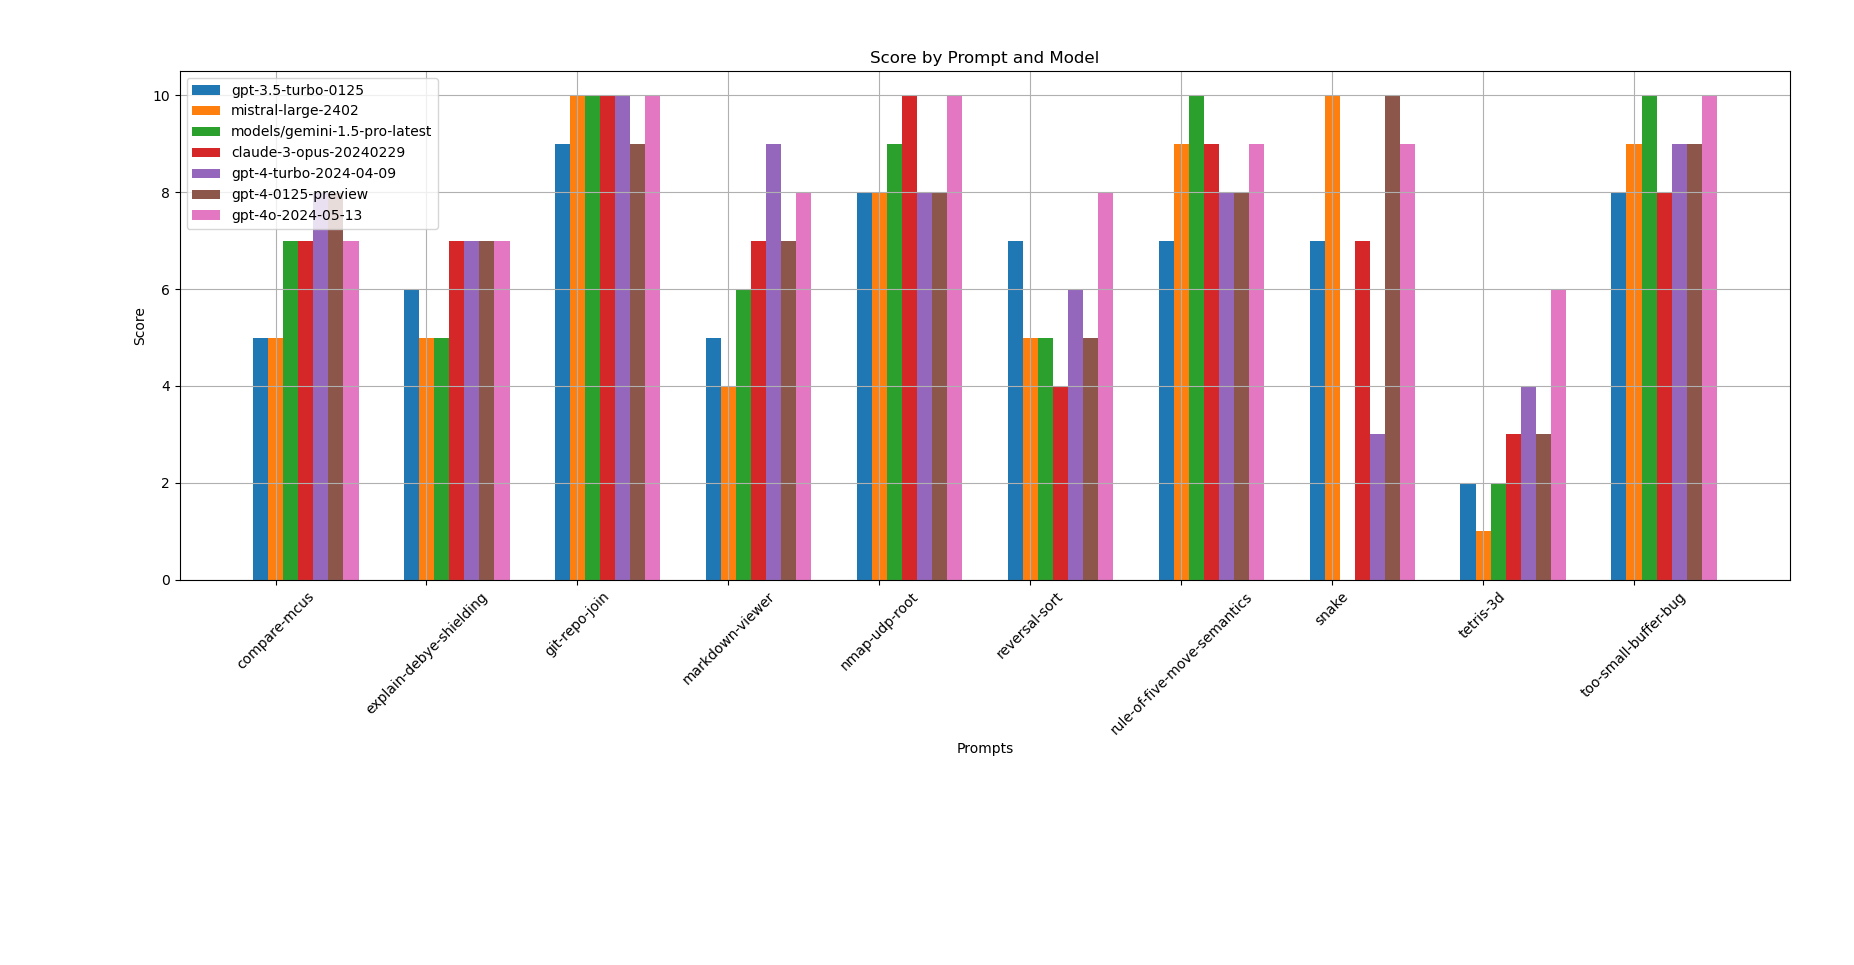 Score by Prompt and Model
gpt-3.5-turbo-0125
mistral-large-2402
models/gemini-1.5-pro-latest
claude-3-opus-20240229
gpt-4-turbo-2024-04-09
gpt-4-0125-preview
gpt-4o-2024-05-13
10
8
6
4
2
0
Score
compare-mcus
explain-debye-shielding
git-repo-join
markdown-viewer
nmap-udp-root
reversal-sort
rule-of-five-move-semantics
snake
tetris-3d
too-small-buffer-bug
Prompts